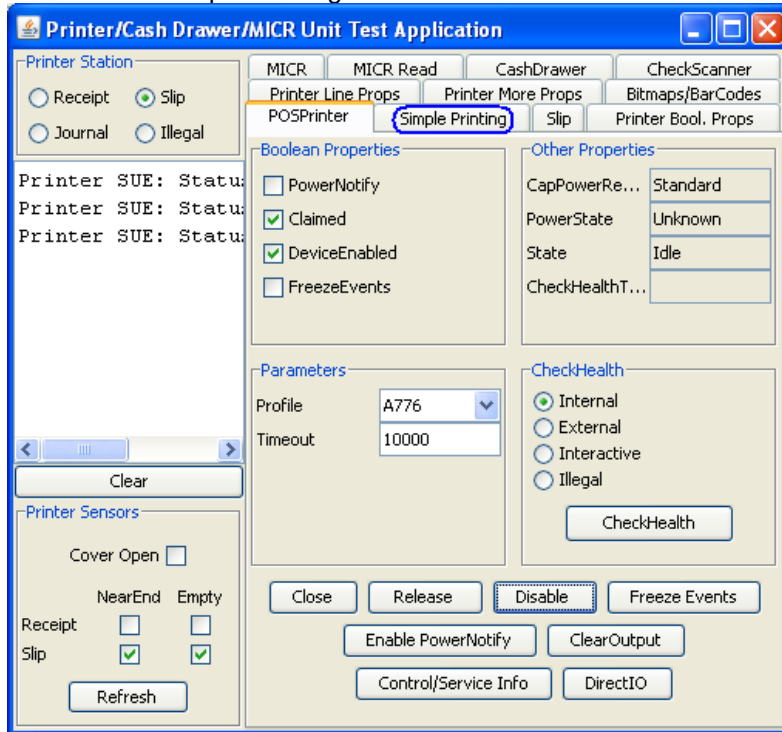 Printer/Cash Drawer/MICR Unit Test Application
Printer Station
Receipt Slip
Journal Illegal
MICR MICR Read CashDrawer CheckScanner
Printer Line Props Printer More Props Bitmaps/BarCodes
POSPrinter Simple Printing Slip Printer Bool. Props
Printer SUE: Statu
Printer SUE: Statu
Printer SUE: Statu
Clear
Printer Sensors
Cover Open
NearEnd Empty
Receipt
Slip
Refresh
Boolean Properties
PowerNotify
Claimed
DeviceEnabled
FreezeEvents
Other Properties
CapPowerRe... Standard
PowerState Unknown
State Idle
CheckHealthT...
Parameters
Profile A776
Timeout 10000
CheckHealth
Internal
External
Interactive
Illegal
CheckHealth
Close Release Disable Freeze Events
Enable PowerNotify ClearOutput
Control/Service Info DirectIO